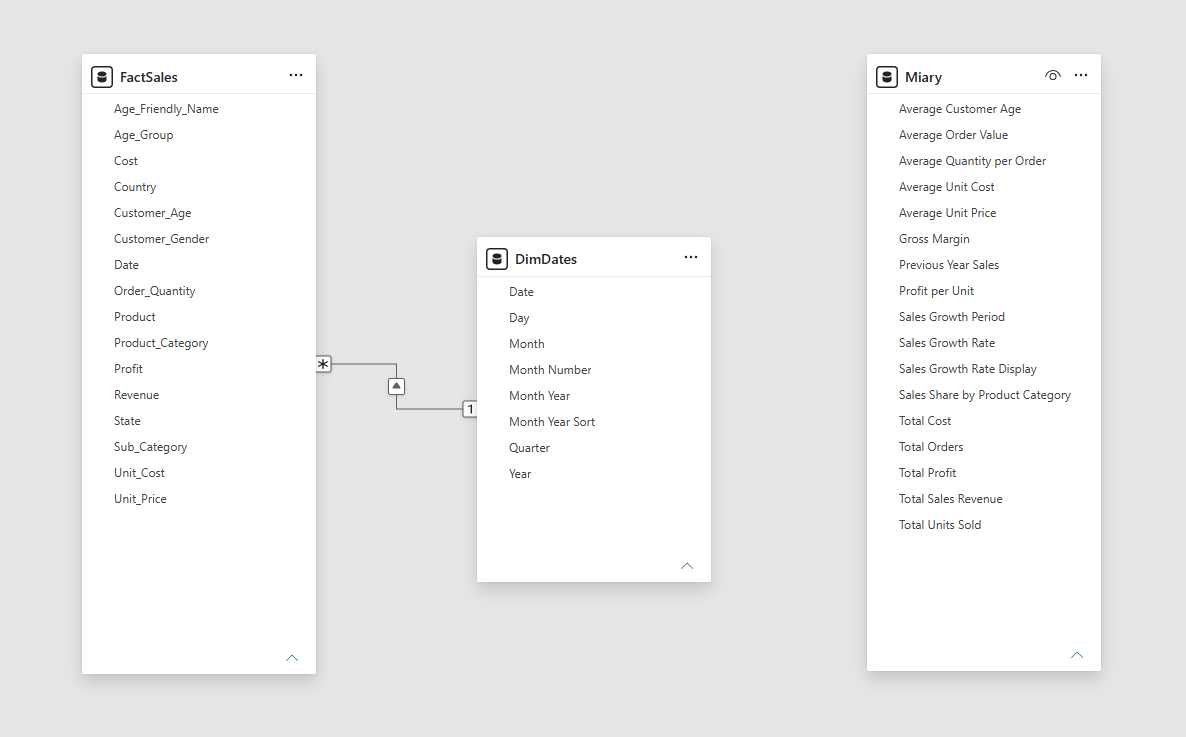 FactSales
Age_Friendly_Name
Age_Group
Cost
Country
Customer_Age
Customer_Gender
Date
Order_Quantity
Product
Product_Category
Profit
Revenue
State
Sub_Category
Unit_Cost
Unit_Price
*
1
DimDates
Date
Day
Month
Month Number
Month Year
Month Year Sort
Quarter
Year
Miary
Average Customer Age
Average Order Value
Average Quantity per Order
Average Unit Cost
Average Unit Price
Gross Margin
Previous Year Sales
Profit per Unit
Sales Growth Period
Sales Growth Rate
Sales Growth Rate Display
Sales Share by Product Category
Total Cost
Total Orders
Total Profit
Total Sales Revenue
Total Units Sold